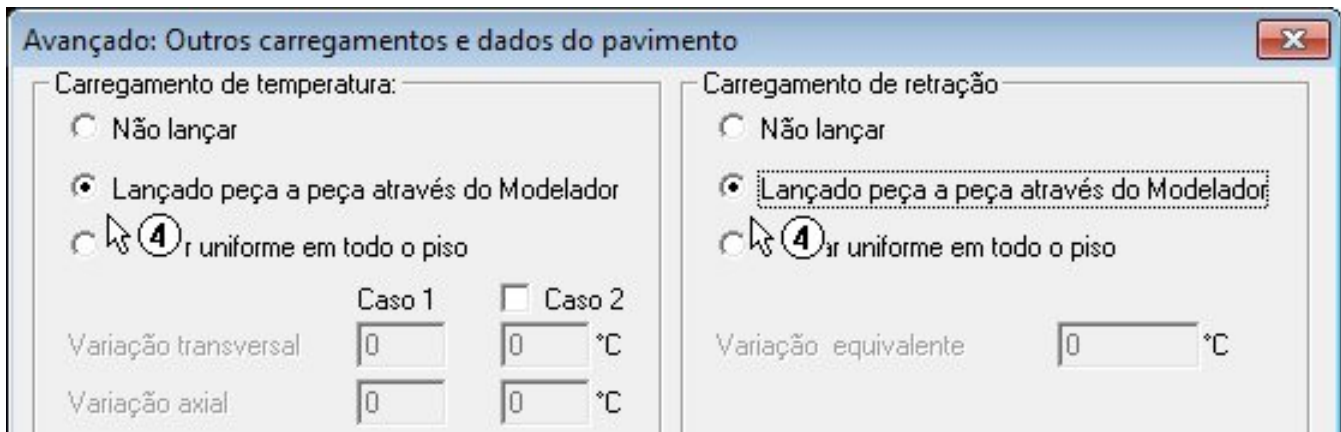 Avançado: Outros carregamentos e dados do pavimento
Carregamento de temperatura:
Não lançar
Lançado peça a peça através do Modelador
4 r uniforme em todo o piso
Caso 1 Caso 2
Variação transversal 0 0 °C
Variação axial 0 0 °C
Carregamento de retração
Não lançar
Lançado peça a peça através do Modelador
4 ar uniforme em todo o piso
Variação equivalente 0 °C